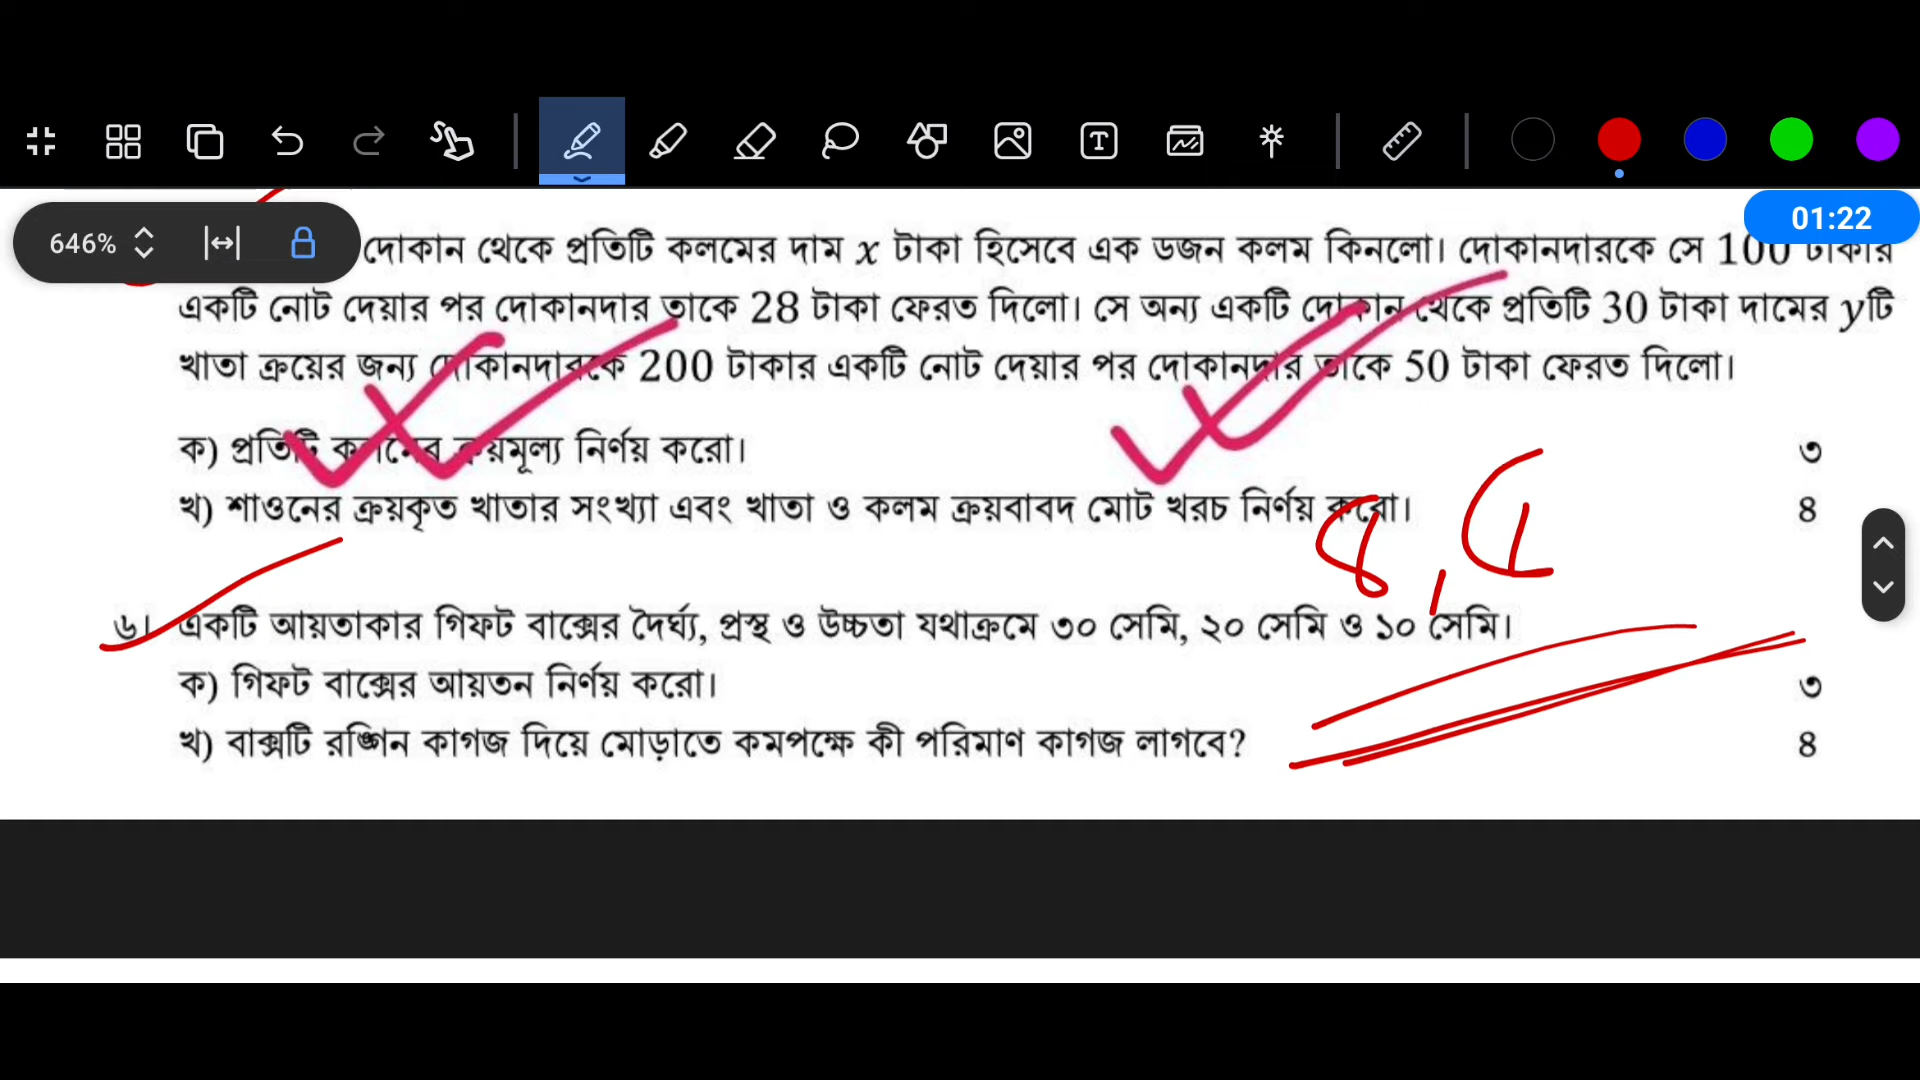 01:22
646%
দোকান থেকে প্রতিটি কলমের দাম x টাকা হিসেবে এক ডজন কলম কিনলো। দোকানদারকে সে 100 টাকার
একটি নোট দেয়ার পর দোকানদার তাকে 28 টাকা ফেরত দিলো। সে অন্য একটি দোকান থেকে প্রতিটি 30 টাকা দামের yটি
খাতা ক্রয়ের জন্য দোকানদারকে 200 টাকার একটি নোট দেয়ার পর দোকানদার তাকে 50 টাকা ফেরত দিলো।
ক) প্রতিটি কলমের ক্রয়মূল্য নির্ণয় করো। ৩
খ) শাওনের ক্রয়কৃত খাতার সংখ্যা এবং খাতা ও কলম ক্রয়বাবদ মোট খরচ নির্ণয় করো। ৪
৪,
৬। একটি আয়তাকার গিফট বাক্সের দৈর্ঘ্য, প্রস্থ ও উচ্চতা যথাক্রমে ৩০ সেমি, ২০ সেমি ও ১০ সেমি।
ক) গিফট বাক্সের আয়তন নির্ণয় করো। ৩
খ) বাক্সটি রঙ্গিন কাগজ দিয়ে মোড়াতে কমপক্ষে কী পরিমাণ কাগজ লাগবে? ৪